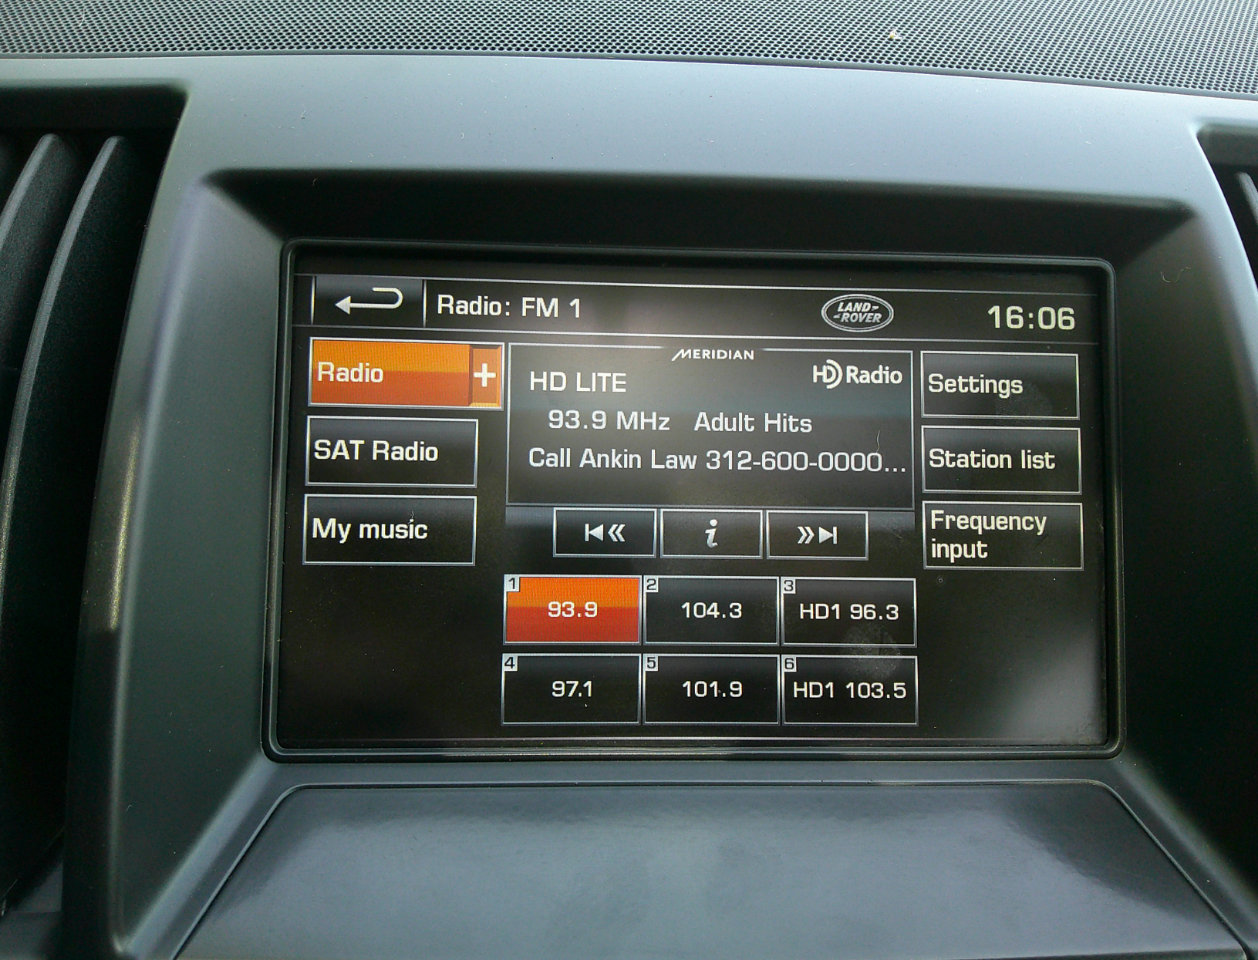 Radio: FM 1
LAND-
-ROVER
16:06
Radio +
SAT Radio
My music
MERIDIAN
HD Radio
HD LITE
93.9 MHz Adult Hits
Call Ankin Law 312-600-0000...
i
Settings
Station list
Frequency
input
1 93.9
2 104.3
3 HD1 96.3
4 97.1
5 101.9
6 HD1 103.5